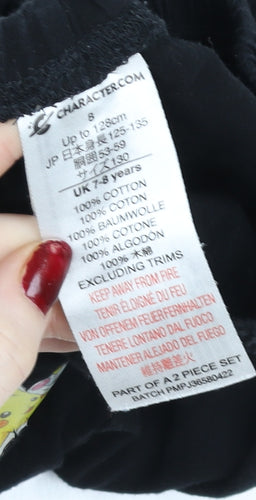 CHARACTER.COM
8
Up to 128cm
JP 日本身長125-135
胴囲53-59
サイズ130
UK 7-8 years
100% COTTON
100% COTON
100% BAUMWOLLE
100% COTONE
100% ALGODON
100% 木綿
EXCLUDING TRIMS
KEEP AWAY FROM FIRE
TENIR ÉLOIGNÉ DU FEU
VON OFFENEM FEUER FERNHALTEN
TENERE LONTANO DAL FUOCO
MANTENER ALEJADO DEL FUEGO
PART OF A 2 PIECE SET
BATCH PMPJ36580422